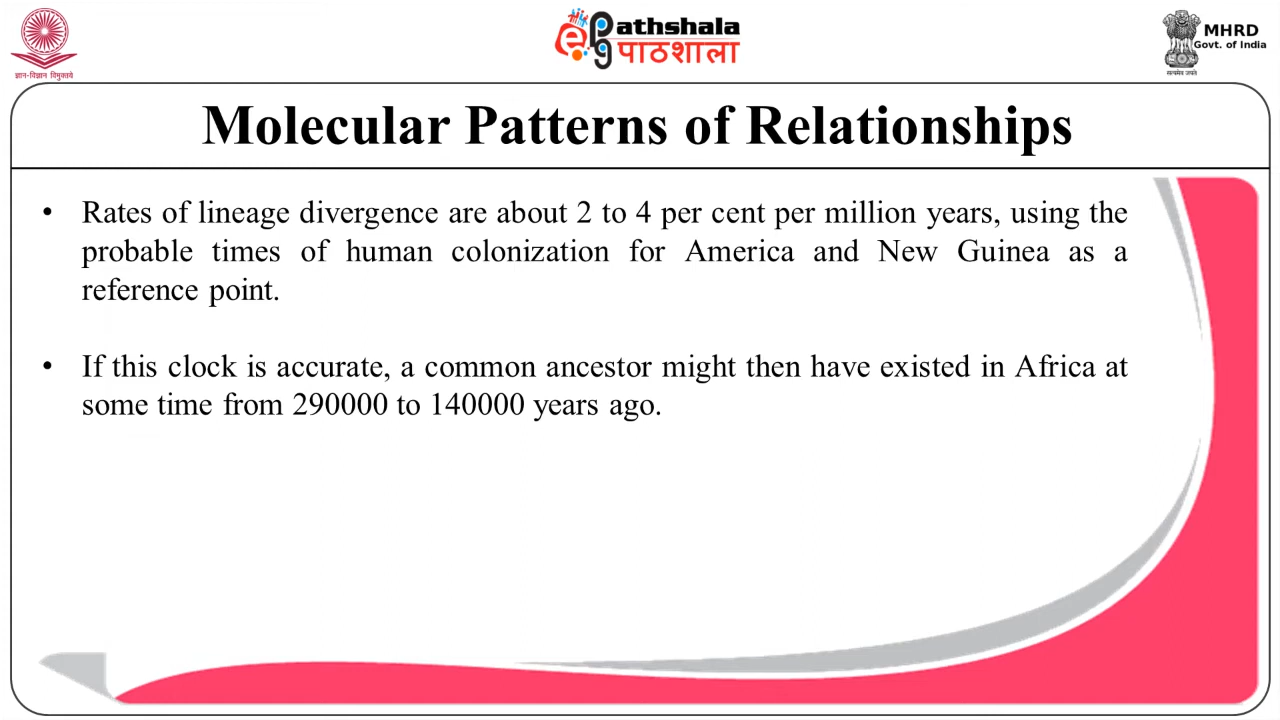 ज्ञान-विज्ञान विमुक्तये
ePathshala
पाठशाला
MHRD
Govt. of India
सत्यमेव जयते
Molecular Patterns of Relationships
• Rates of lineage divergence are about 2 to 4 per cent per million years, using the
probable times of human colonization for America and New Guinea as a
reference point.
• If this clock is accurate, a common ancestor might then have existed in Africa at
some time from 290000 to 140000 years ago.